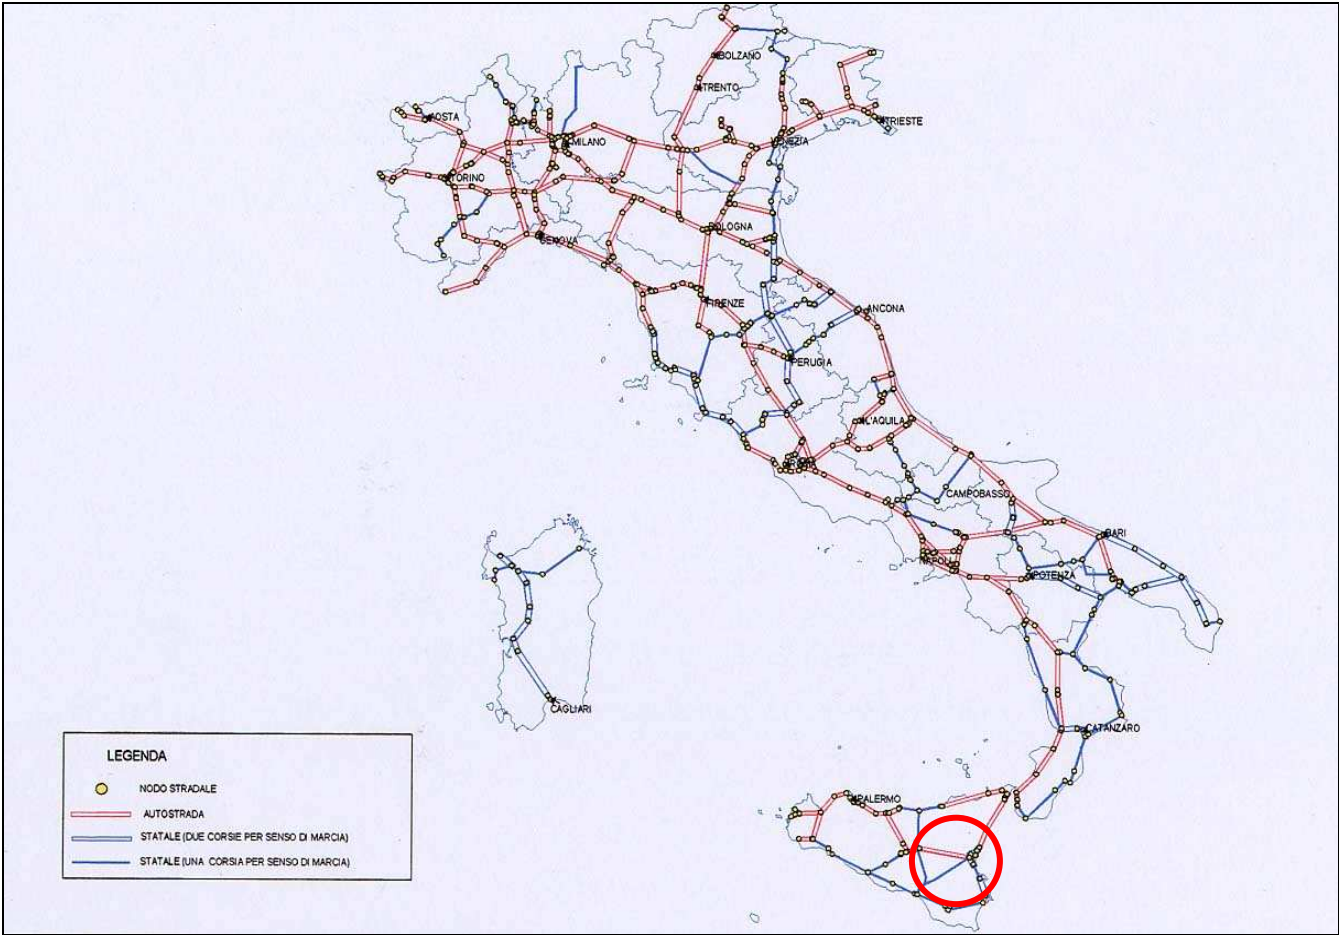 BOLZANO
TRENTO
AOSTA
TRIESTE
MILANO
VENEZIA
TORINO
BOLOGNA
GENOVA
FIRENZE
ANCONA
PERUGIA
L'AQUILA
CAMPOBASSO
BARI
NAPOLI
POTENZA
CAGLIARI
CATANZARO
PALERMO
LEGENDA
NODO STRADALE
AUTOSTRADA
STATALE (DUE CORSIE PER SENSO DI MARCIA)
STATALE (UNA CORSIA PER SENSO DI MARCIA)